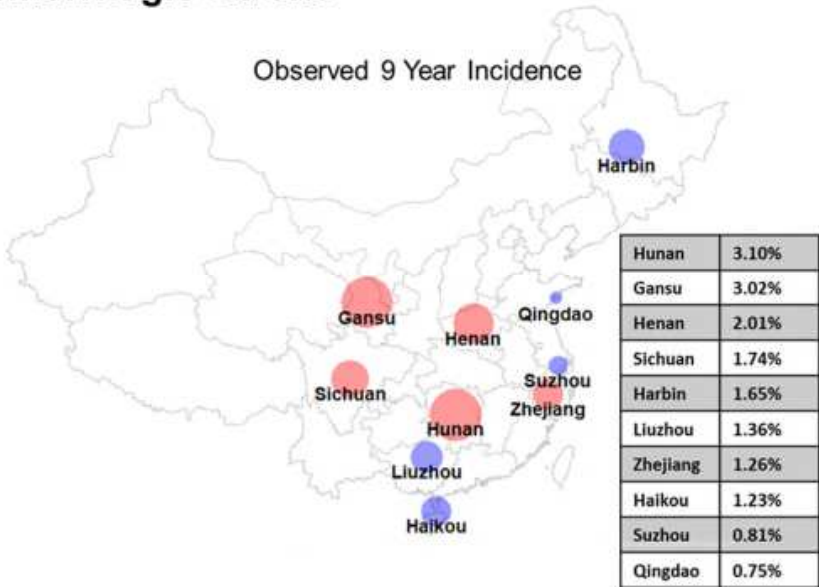 Observed 9 Year Incidence
Harbin
Gansu
Henan
Qingdao
Sichuan
Suzhou
Zhejiang
Hunan
Liuzhou
Haikou
Hunan 3.10%
Gansu 3.02%
Henan 2.01%
Sichuan 1.74%
Harbin 1.65%
Liuzhou 1.36%
Zhejiang 1.26%
Haikou 1.23%
Suzhou 0.81%
Qingdao 0.75%